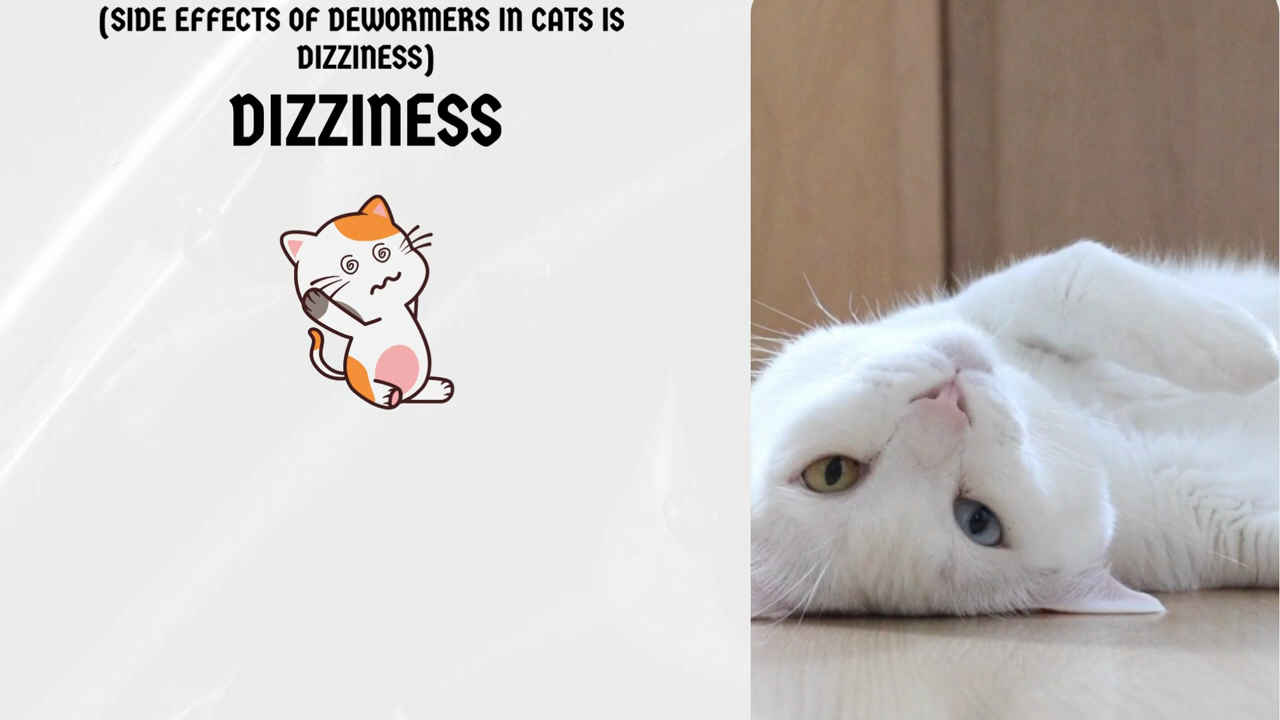 (SIDE EFFECTS OF DEWORMERS IN CATS IS
DIZZINESS)
DIZZINESS